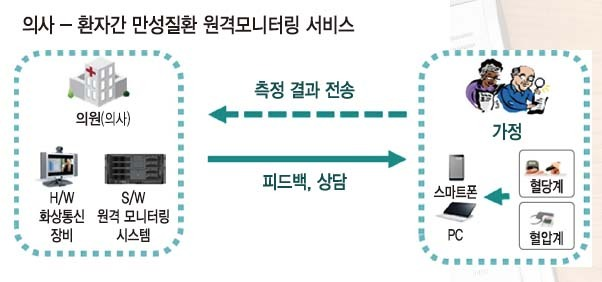 의사 – 환자간 만성질환 원격모니터링 서비스
의원(의사)
H/W
화상통신
장비
S/W
원격 모니터링
시스템
측정 결과 전송
피드백, 상담
가정
스마트폰
PC
혈당계
혈압계